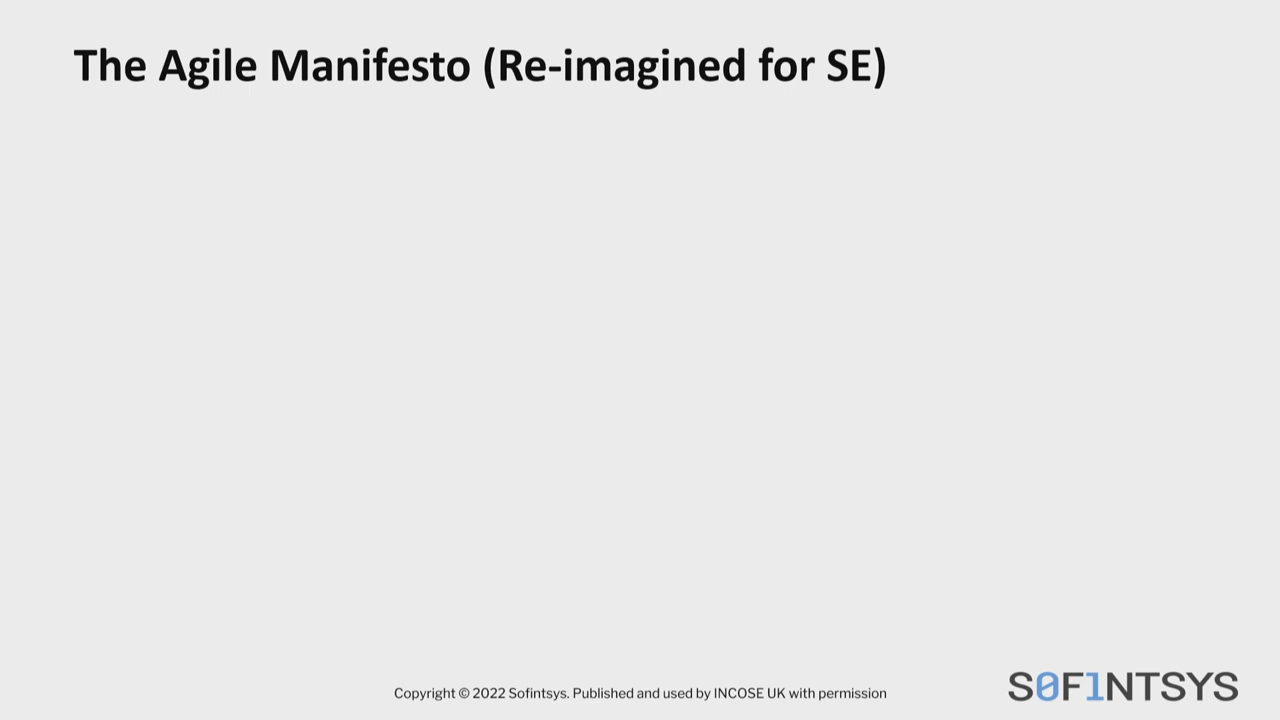 The Agile Manifesto (Re-imagined for SE)
Copyright © 2022 Sofintsys. Published and used by INCOSE UK with permission
S0F1NTSYS